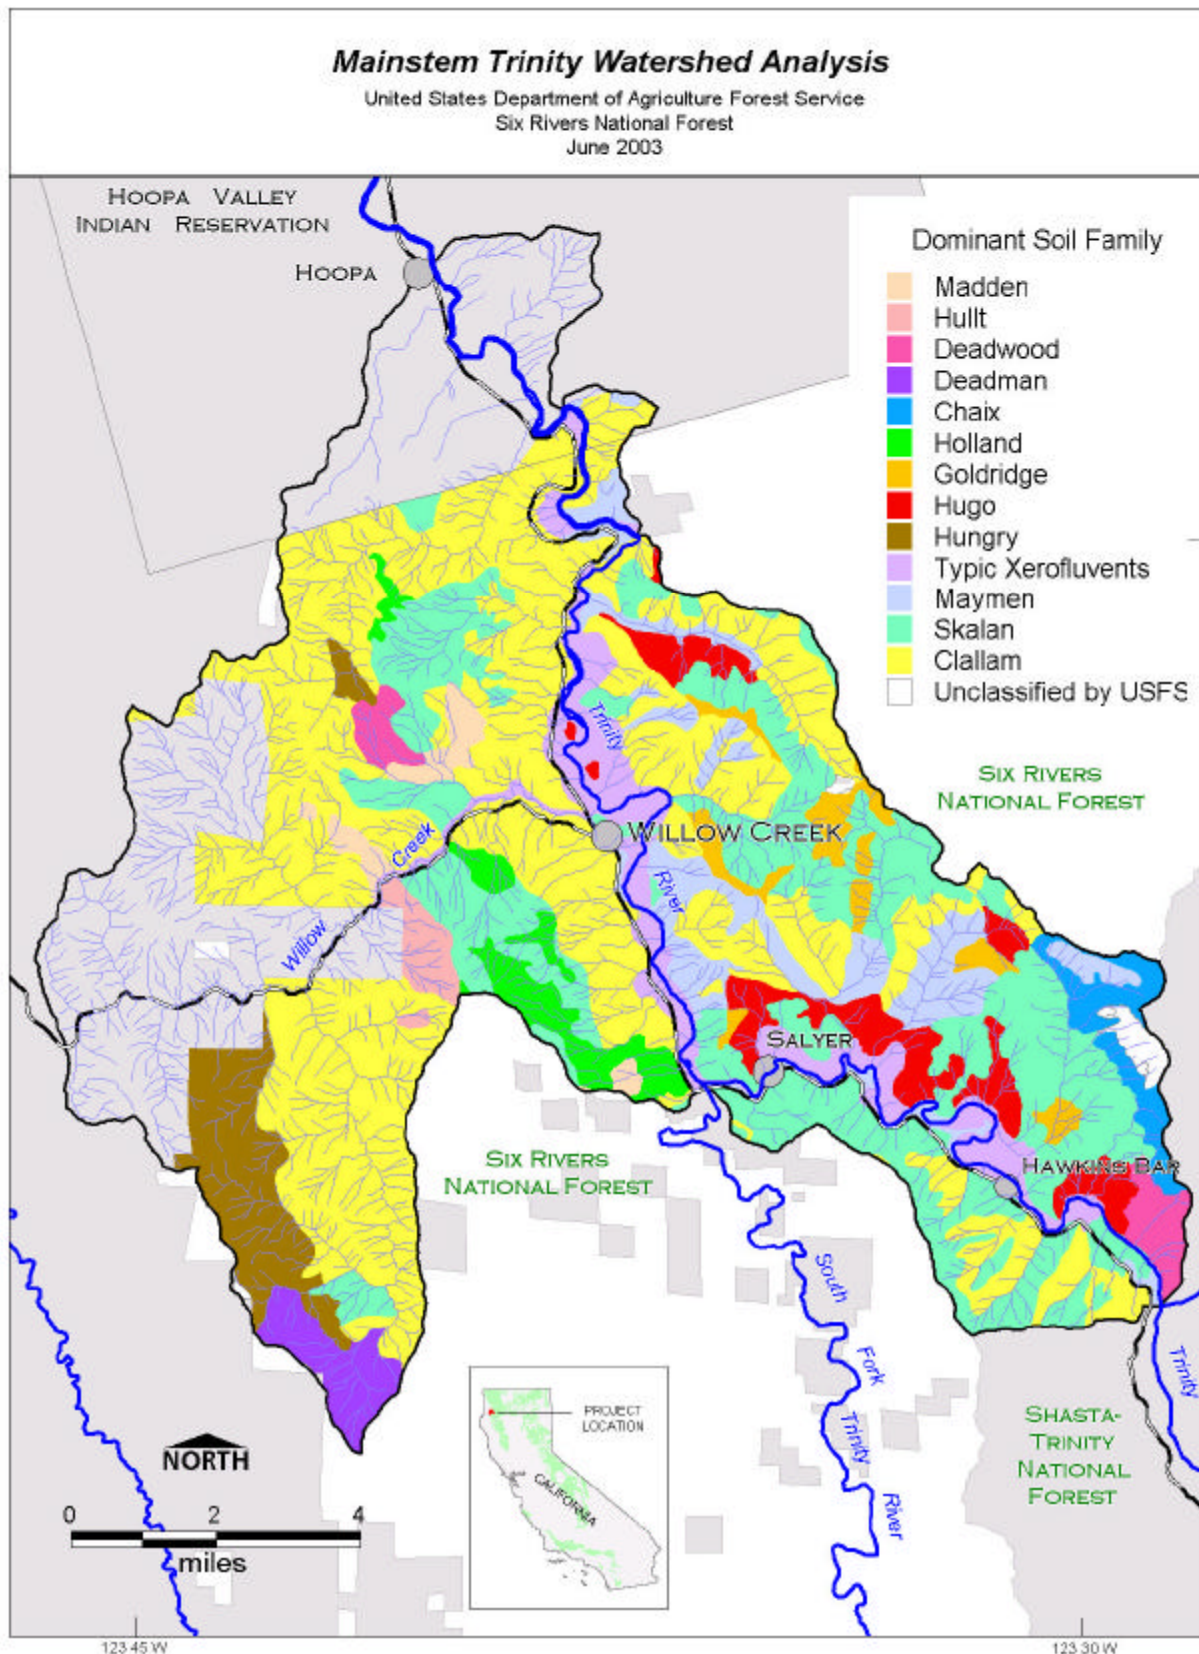 Mainstem Trinity Watershed Analysis
United States Department of Agriculture Forest Service
Six Rivers National Forest
June 2003
HOOPA VALLEY
INDIAN RESERVATION
HOOPA
Dominant Soil Family
Madden
Hullt
Deadwood
Deadman
Chaix
Holland
Goldridge
Hugo
Hungry
Typic Xerofluvents
Maymen
Skalan
Clallam
Unclassified by USFS
Trinity
River
SIX RIVERS
NATIONAL FOREST
WILLOW CREEK
Willow
Creek
SALYER
HAWKINS BAR
SIX RIVERS
NATIONAL FOREST
South
Fork
Trinity
River
Trinity
SHASTA-
TRINITY
NATIONAL
FOREST
PROJECT
LOCATION
CALIFORNIA
NORTH
0 2 4
miles
123 45 W
123 30 W